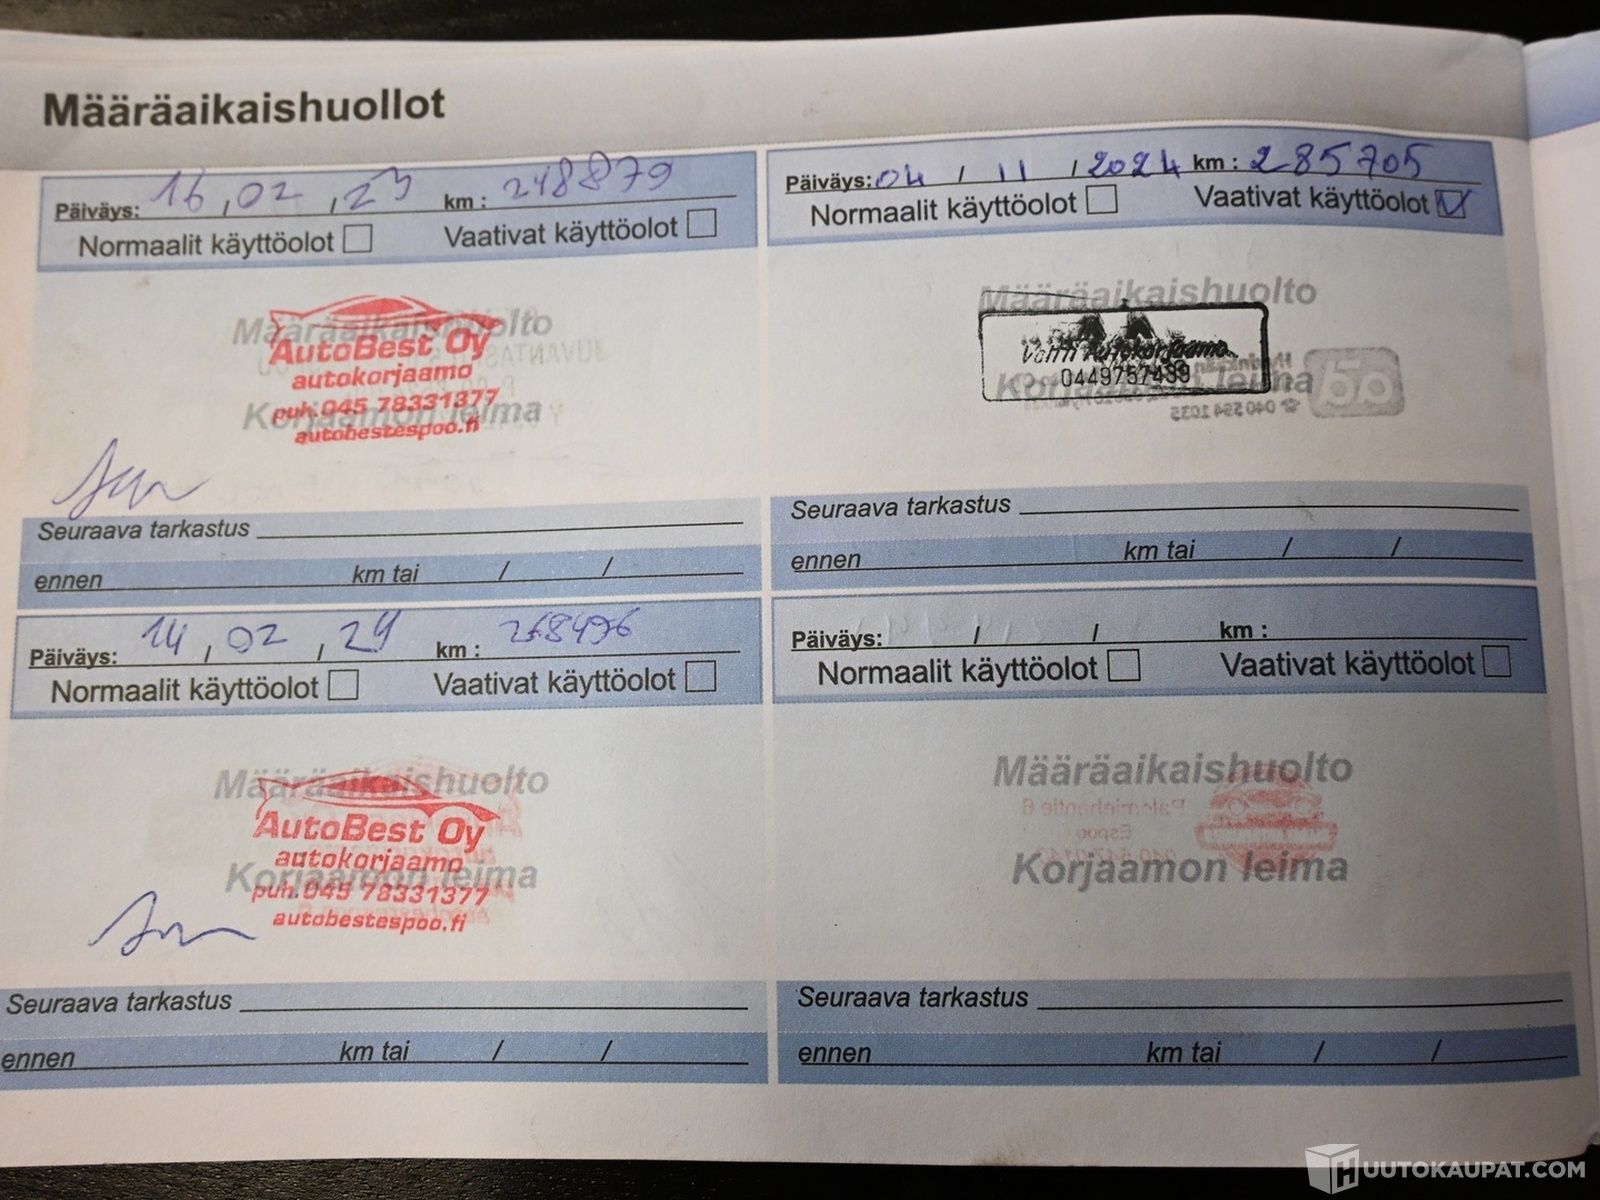 Määräaikaishuollot
Päiväys: 16 , 02 , 23 km : 248879
Normaalit käyttöolot Vaativat käyttöolot
Määräaikaishuolto
AutoBest Oy
autokorjaamo
Korjaamon leima
puh. 045 78331377
autobestespoo.fi
Seuraava tarkastus
ennen km tai / /
Päiväys: 04 / 11 / 2024 km : 285705
Normaalit käyttöolot Vaativat käyttöolot
Määräaikaishuolto
Autokorjaamo
Korjaamon leima
0449757499
Seuraava tarkastus
ennen km tai / /
Päiväys: 14 , 02 , 24 km : 268496
Normaalit käyttöolot Vaativat käyttöolot
Määräaikaishuolto
AutoBest Oy
autokorjaamo
Korjaamon leima
puh. 045 78331377
autobestespoo.fi
Seuraava tarkastus
ennen km tai / /
Päiväys: / / km :
Normaalit käyttöolot Vaativat käyttöolot
Määräaikaishuolto
Korjaamon leima
Seuraava tarkastus
ennen km tai / /
HUUTOKAUPAT.COM